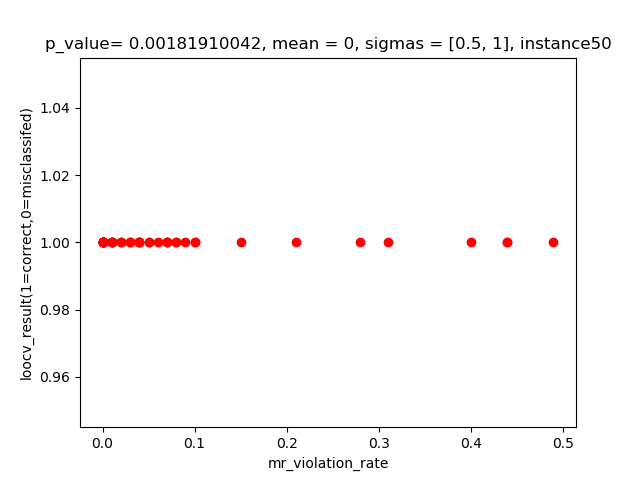 p_value= 0.00181910042, mean = 0, sigmas = [0.5, 1], instance50
loocv_result(1=correct,0=misclassifed)
1.04
1.02
1.00
0.98
0.96
0.0 0.1 0.2 0.3 0.4 0.5
mr_violation_rate